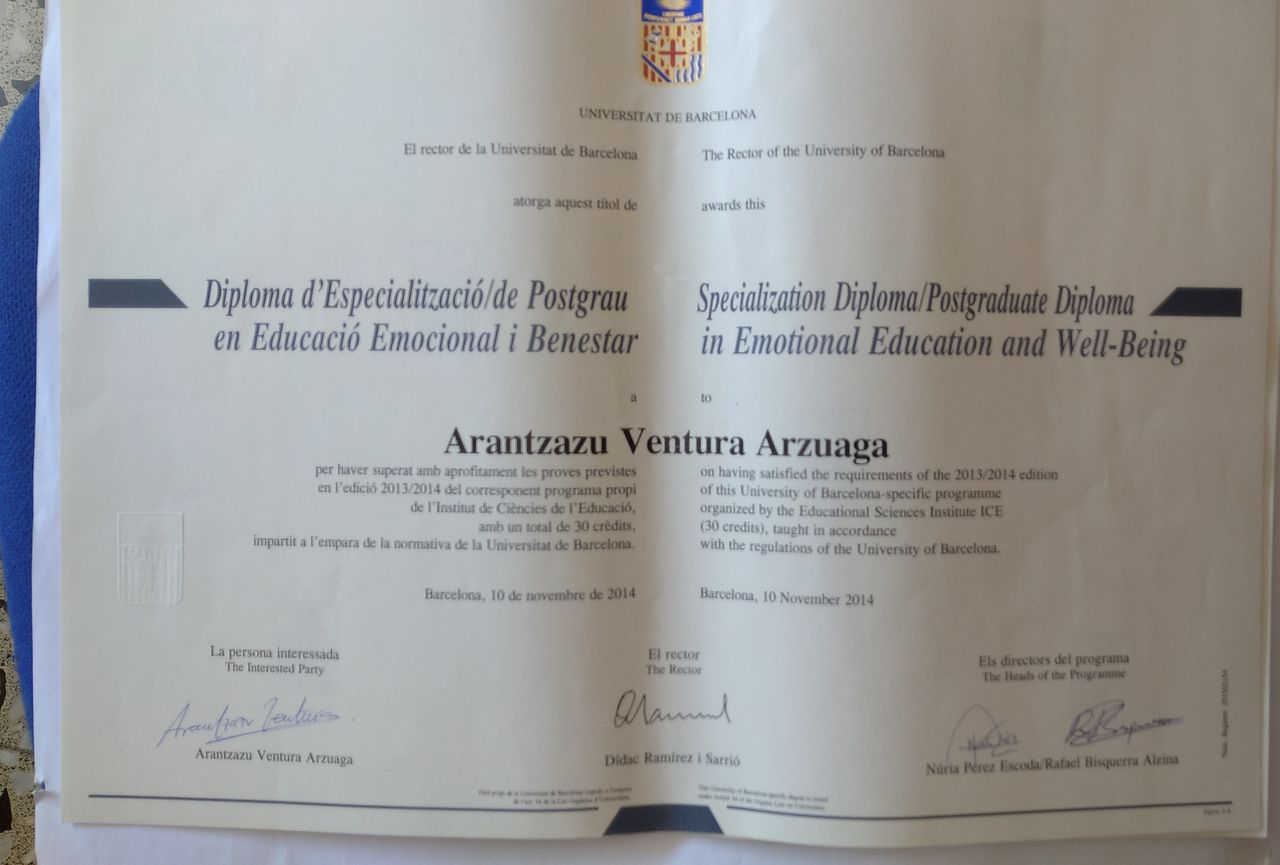 UNIVERSITAT DE BARCELONA
El rector de la Universitat de Barcelona
atorga aquest títol de
Diploma d'Especialització/de Postgrau
en Educació Emocional i Benestar
a
The Rector of the University of Barcelona
awards this
Specialization Diploma/Postgraduate Diploma
in Emotional Education and Well-Being
to
Arantzazu Ventura Arzuaga
per haver superat amb aprofitament les proves previstes
en l'edició 2013/2014 del corresponent programa propi
de l'Institut de Ciències de l'Educació,
amb un total de 30 crèdits,
impartit a l'empara de la normativa de la Universitat de Barcelona.
Barcelona, 10 de novembre de 2014
on having satisfied the requirements of the 2013/2014 edition
of this University of Barcelona-specific programme
organized by the Educational Sciences Institute ICE
(30 credits), taught in accordance
with the regulations of the University of Barcelona.
Barcelona, 10 November 2014
La persona interessada
The Interested Party
Arantzazu Ventura Arzuaga
El rector
The Rector
Dídac Ramírez i Sarrió
Els directors del programa
The Heads of the Programme
Núria Pérez Escoda/Rafael Bisquerra Alzina